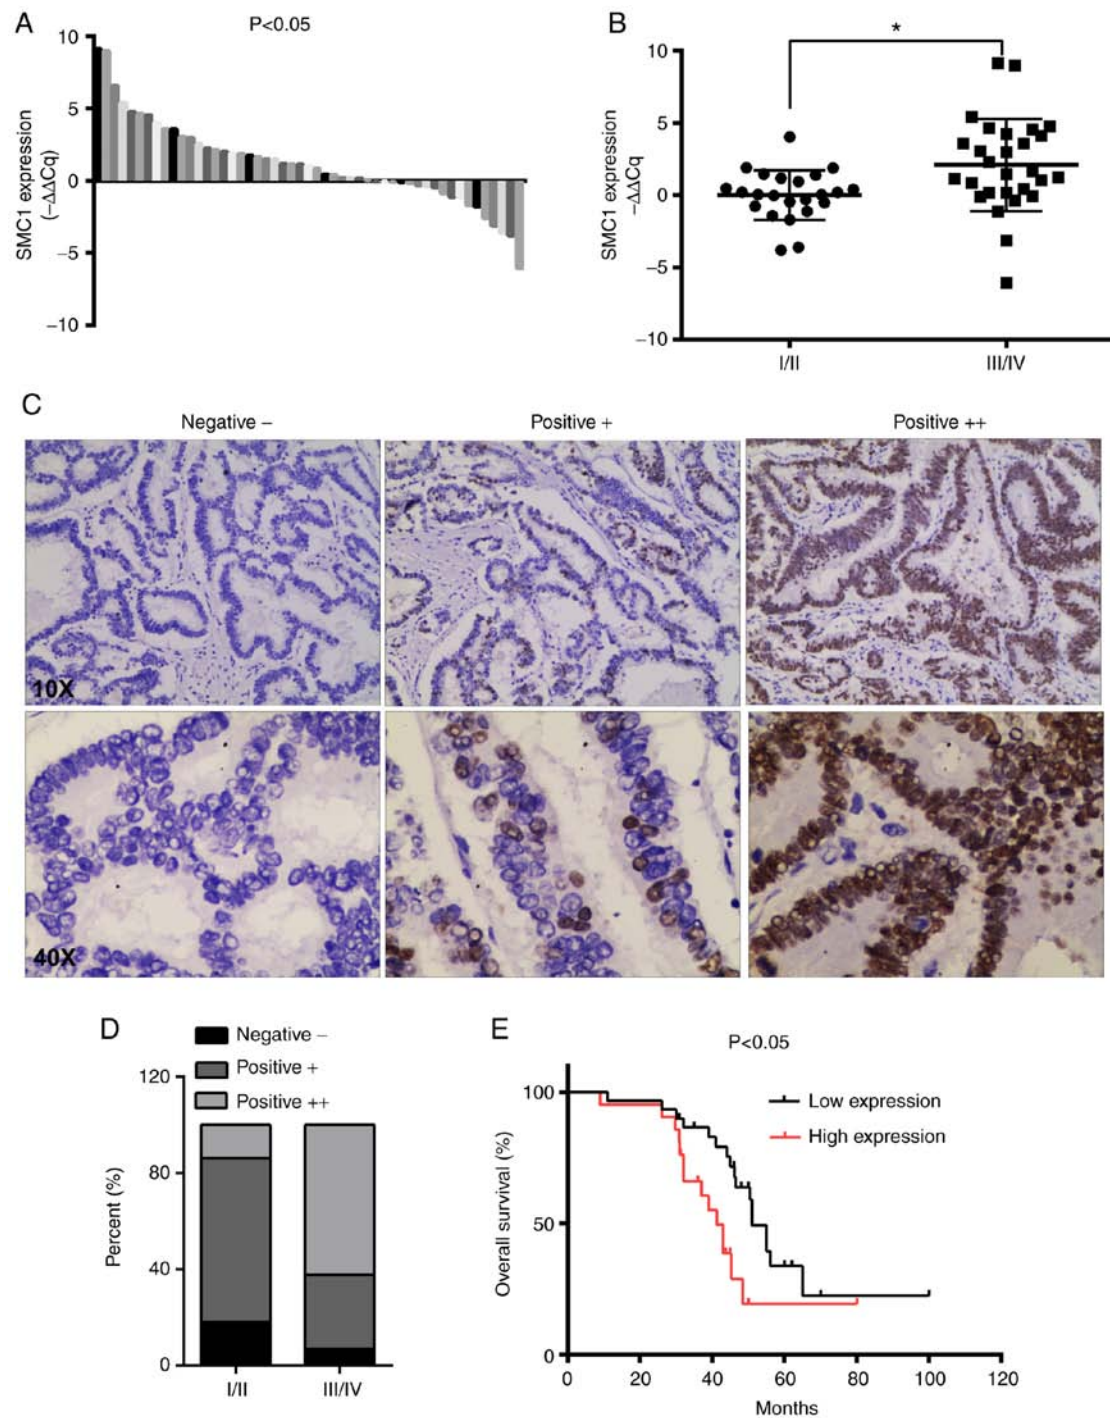 A
P<0.05
SMC1 expression
(−ΔΔCq)
10
5
0
−5
−10
B
*
SMC1 expression
−ΔΔCq
10
5
0
−5
−10
I/II
III/IV
C
Negative −
Positive +
Positive ++
10X
40X
D
Negative −
Positive +
Positive ++
Percent (%)
120
80
40
0
I/II
III/IV
E
P<0.05
Low expression
High expression
Overall survival (%)
100
50
0
0
20
40
60
80
100
120
Months